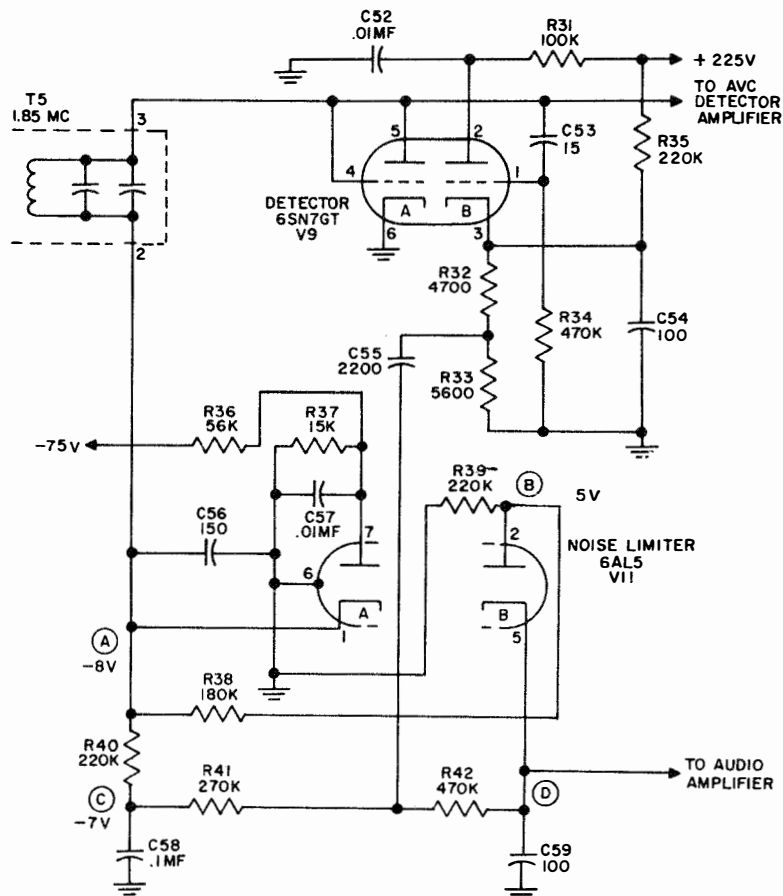 C52
.01MF
R31
100K
+ 225V
T5
1.85 MC
3
TO AVC
DETECTOR
AMPLIFIER
5
2
C53
15
R35
220K
4
1
DETECTOR
6SN7GT
V9
A
B
6
3
2
R32
4700
R34
470K
C54
100
C55
2200
R33
5600
R36
56K
R37
15K
-75V
R39
220K
B
5V
C56
150
C57
.01MF
7
2
NOISE LIMITER
6AL5
V11
6
A
B
1
5
A
-8V
R38
180K
R40
220K
R41
270K
R42
470K
TO AUDIO
AMPLIFIER
C
-7V
D
C58
.1MF
C59
100